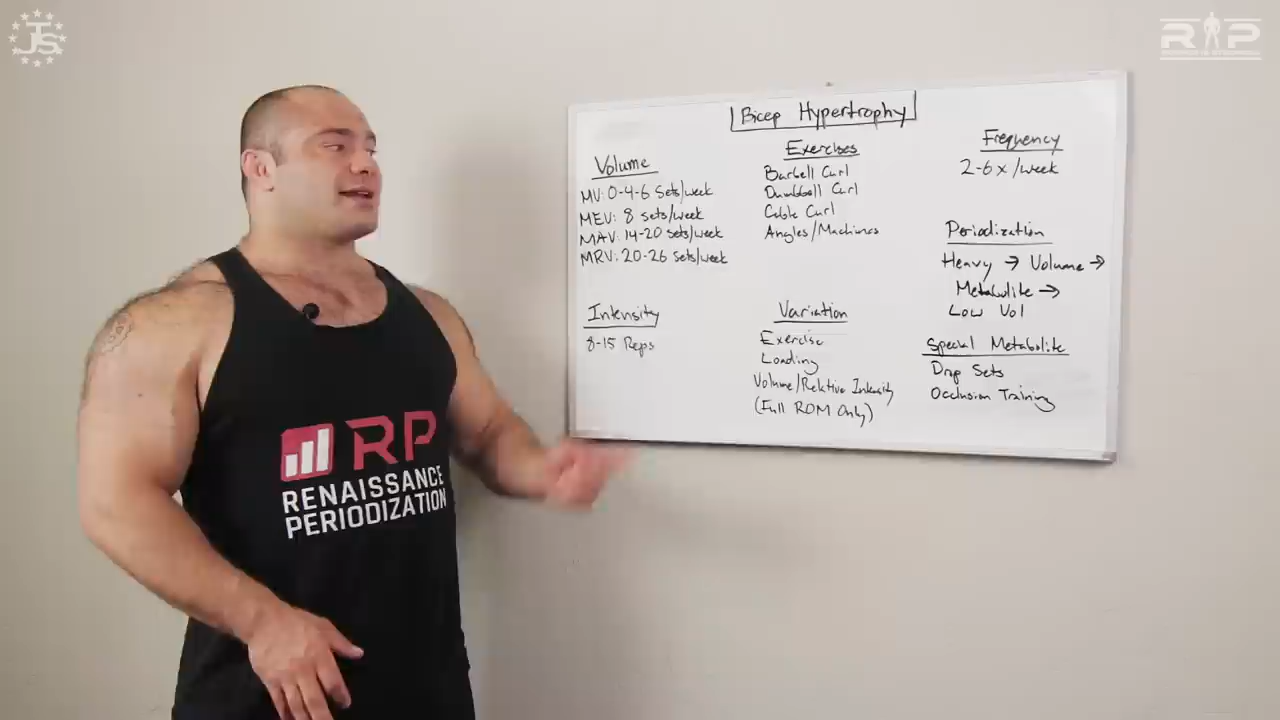 JTS
RP
RP
RENAISSANCE
PERIODIZATION
Bicep Hypertrophy
Volume
MV: 0-4-6 Sets/week
MEV: 8 sets/week
MAV: 14-20 sets/week
MRV: 20-26 sets/week
Intensity
8-15 Reps
Exercises
Barbell Curl
Dumbbell Curl
Cable Curl
Angles/Machines
Variation
Exercise
Loading
Volume/Relative Intensity
(Full ROM Only)
Frequency
2-6x/week
Periodization
Heavy → Volume →
Metabolite →
Low Vol
Special Metabolite
Drop Sets
Occlusion Training